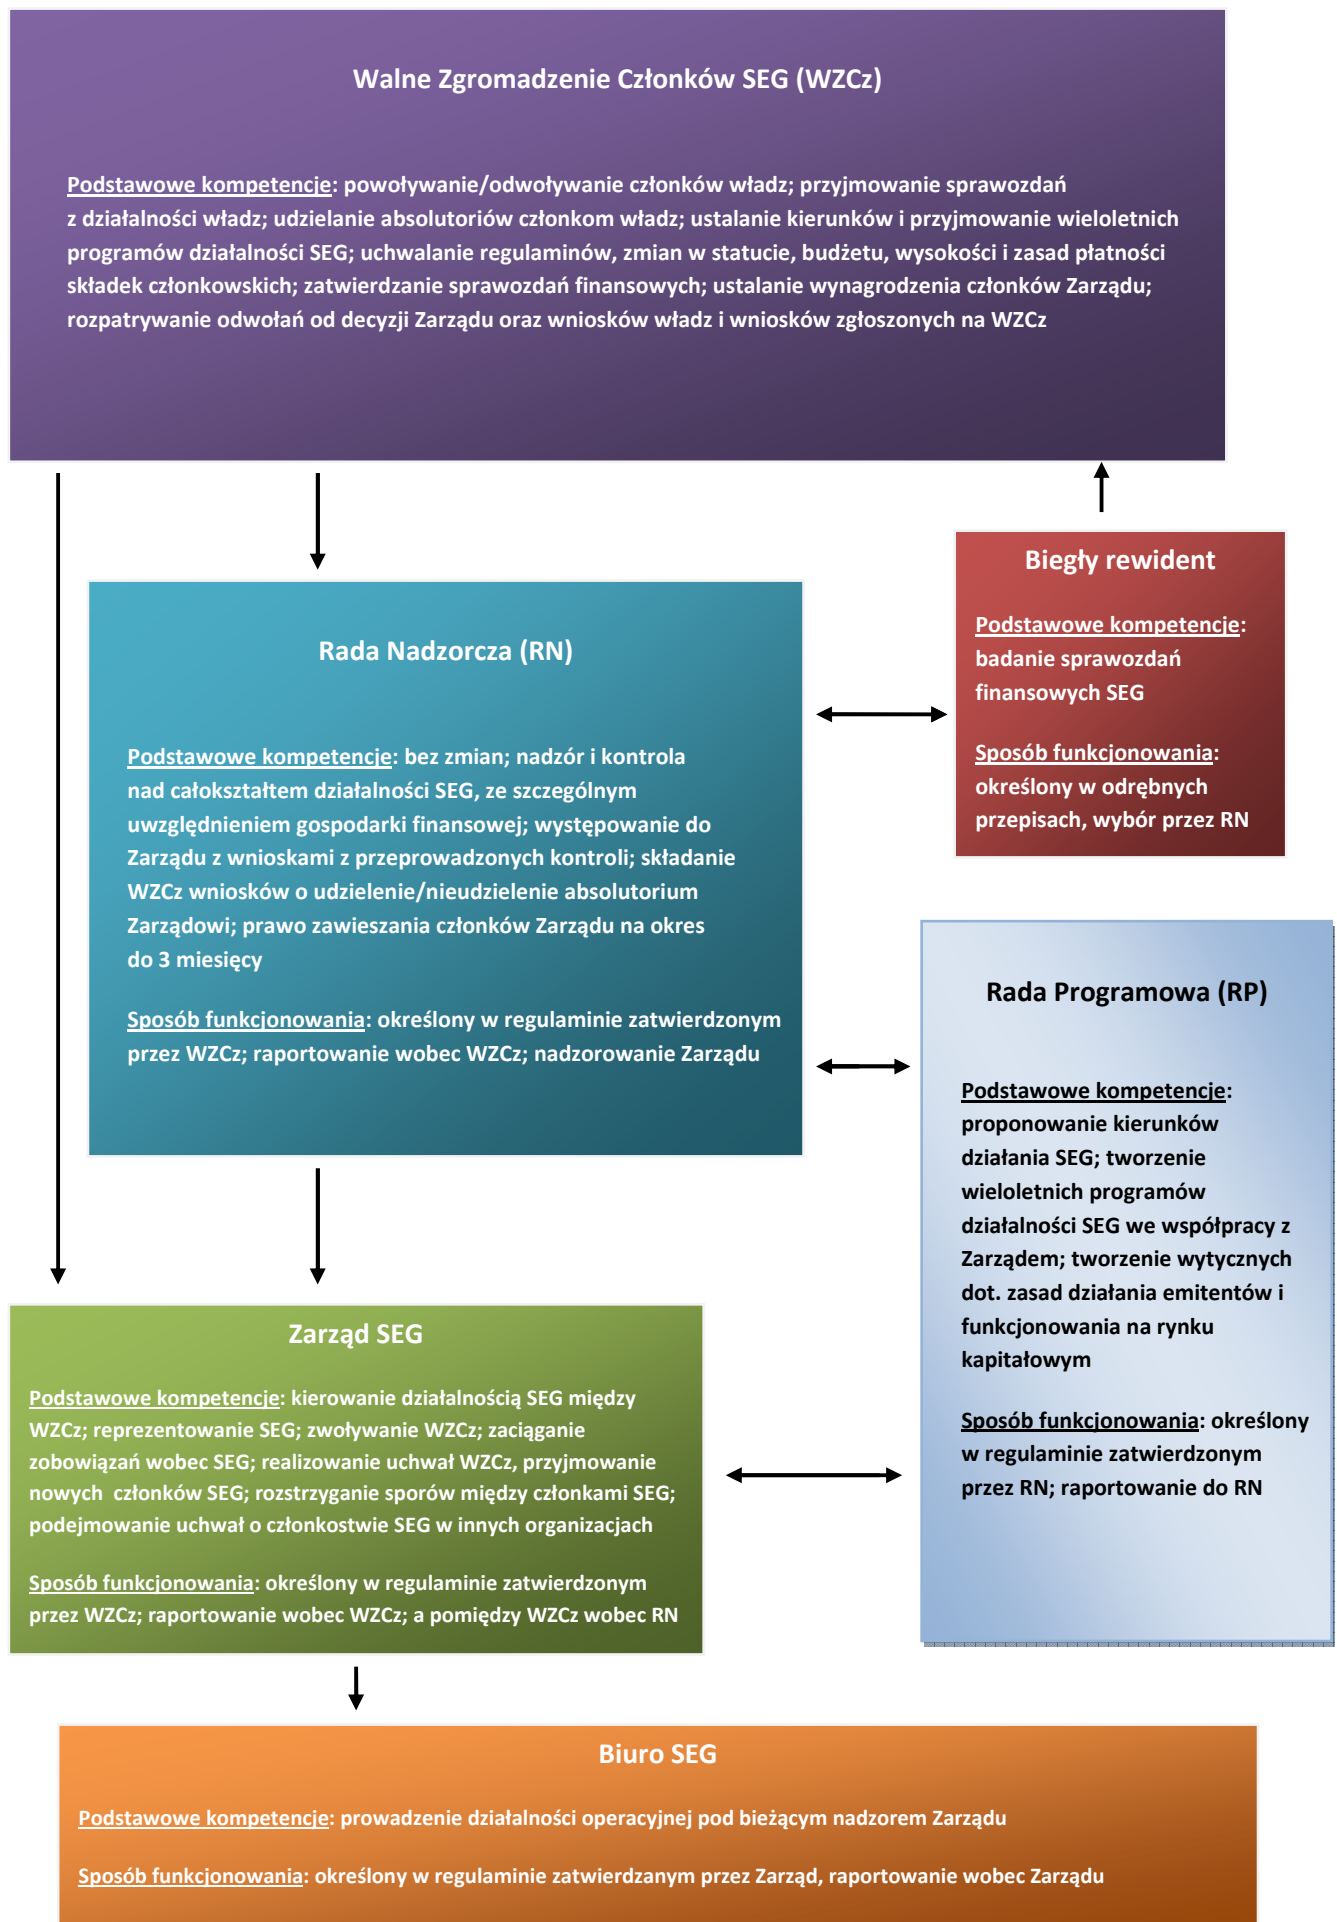 Walne Zgromadzenie Członków SEG (WZCz)
Podstawowe kompetencje: powoływanie/odwoływanie członków władz; przyjmowanie sprawozdań
z działalności władz; udzielanie absolutoriów członkom władz; ustalanie kierunków i przyjmowanie wieloletnich
programów działalności SEG; uchwalanie regulaminów, zmian w statucie, budżetu, wysokości i zasad płatności
składek członkowskich; zatwierdzanie sprawozdań finansowych; ustalanie wynagrodzenia członków Zarządu;
rozpatrywanie odwołań od decyzji Zarządu oraz wniosków władz i wniosków zgłoszonych na WZCz
Biegły rewident
Podstawowe kompetencje:
badanie sprawozdań
finansowych SEG
Sposób funkcjonowania:
określony w odrębnych
przepisach, wybór przez RN
Rada Nadzorcza (RN)
Podstawowe kompetencje: bez zmian; nadzór i kontrola
nad całokształtem działalności SEG, ze szczególnym
uwzględnieniem gospodarki finansowej; występowanie do
Zarządu z wnioskami z przeprowadzonych kontroli; składanie
WZCz wniosków o udzielenie/nieudzielenie absolutorium
Zarządowi; prawo zawieszania członków Zarządu na okres
do 3 miesięcy
Sposób funkcjonowania: określony w regulaminie zatwierdzonym
przez WZCz; raportowanie wobec WZCz; nadzorowanie Zarządu
Rada Programowa (RP)
Podstawowe kompetencje:
proponowanie kierunków
działania SEG; tworzenie
wieloletnich programów
działalności SEG we współpracy z
Zarządem; tworzenie wytycznych
dot. zasad działania emitentów i
funkcjonowania na rynku
kapitałowym
Sposób funkcjonowania: określony
w regulaminie zatwierdzonym
przez RN; raportowanie do RN
Zarząd SEG
Podstawowe kompetencje: kierowanie działalnością SEG między
WZCz; reprezentowanie SEG; zwoływanie WZCz; zaciąganie
zobowiązań wobec SEG; realizowanie uchwał WZCz, przyjmowanie
nowych członków SEG; rozstrzyganie sporów między członkami SEG;
podejmowanie uchwał o członkostwie SEG w innych organizacjach
Sposób funkcjonowania: określony w regulaminie zatwierdzonym
przez WZCz; raportowanie wobec WZCz; a pomiędzy WZCz wobec RN
Biuro SEG
Podstawowe kompetencje: prowadzenie działalności operacyjnej pod bieżącym nadzorem Zarządu
Sposób funkcjonowania: określony w regulaminie zatwierdzanym przez Zarząd, raportowanie wobec Zarządu